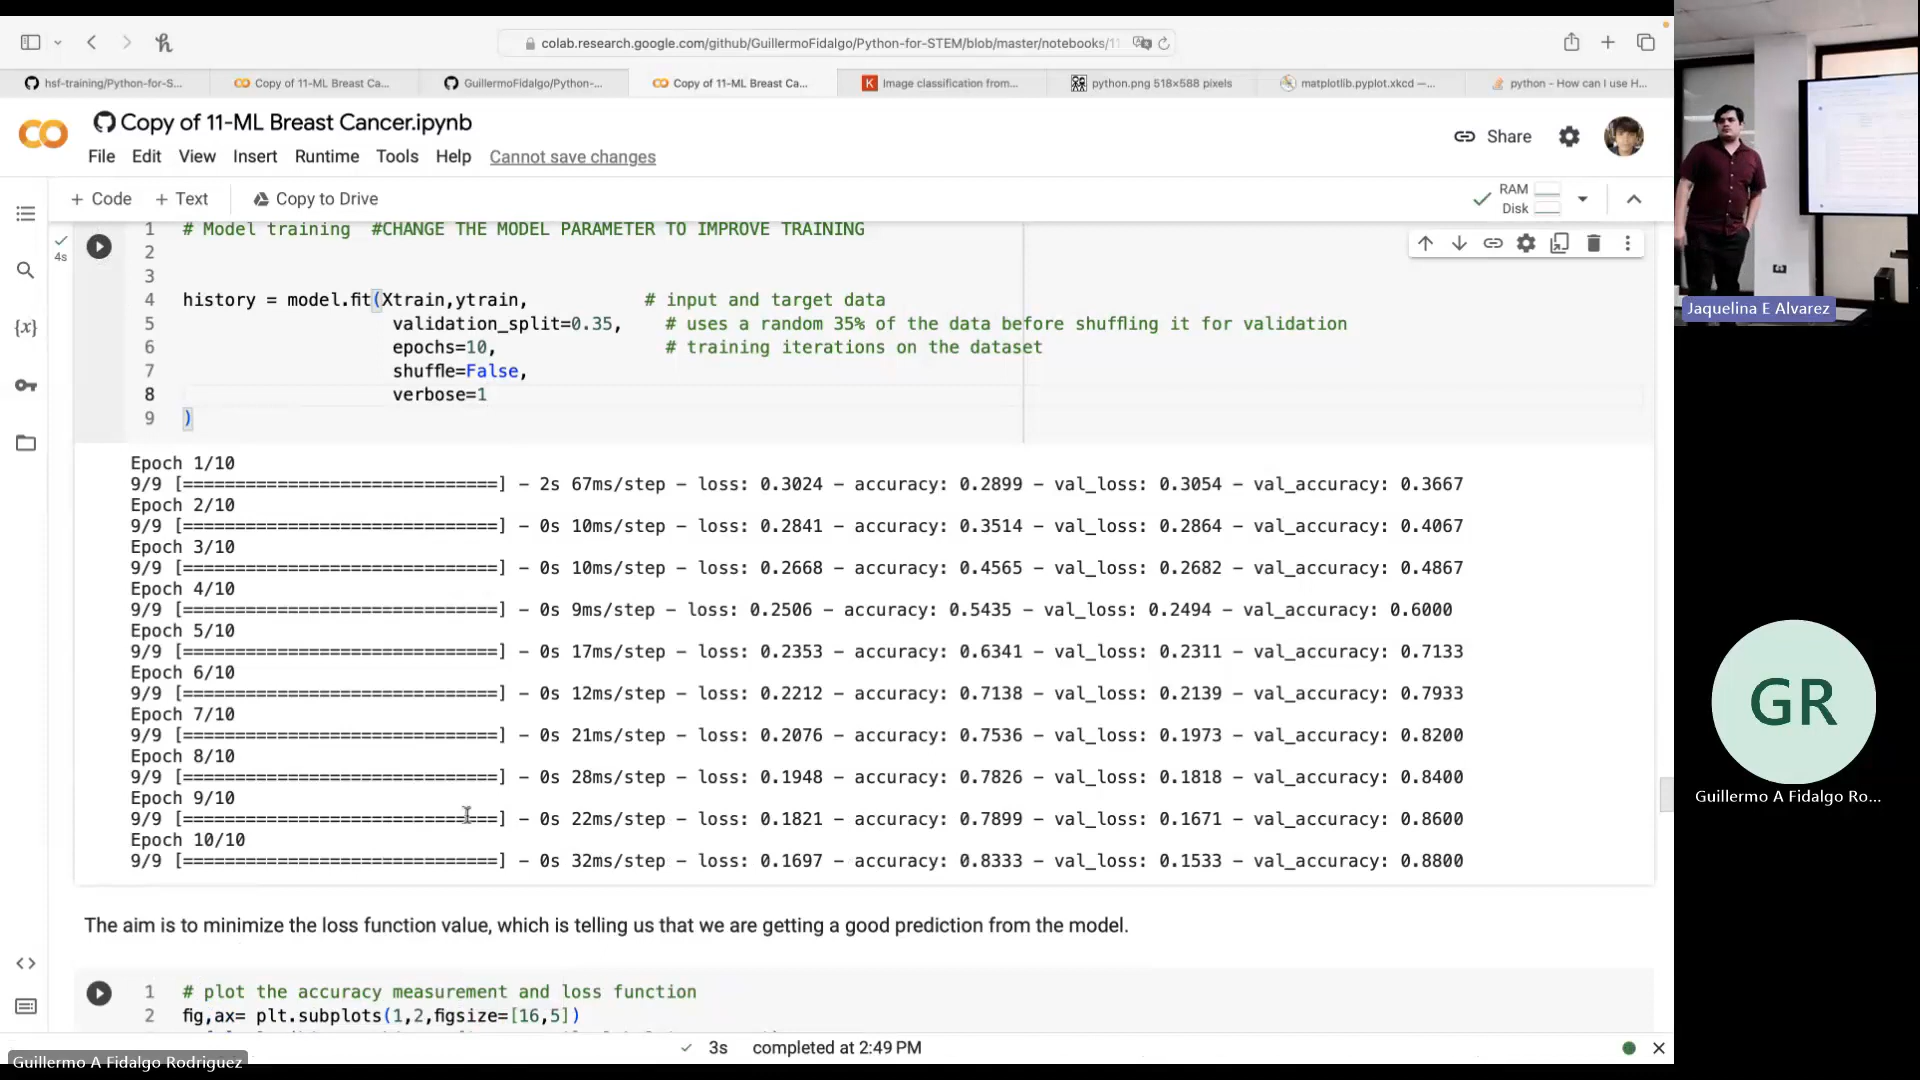 colab.research.google.com/github/GuillermoFidalgo/Python-for-STEM/blob/master/notebooks/1
hsf-training/Python-for-S...
Copy of 11-ML Breast Ca...
GuillermoFidalgo/Python-...
Copy of 11-ML Breast Ca...
Image classification from...
python.png 518×588 pixels
matplotlib.pyplot.xkcd —...
python - How can I use H...
Copy of 11-ML Breast Cancer.ipynb
Share
File Edit View Insert Runtime Tools Help Cannot save changes
+ Code + Text Copy to Drive
RAM
Disk
4s
1 # Model training #CHANGE THE MODEL PARAMETER TO IMPROVE TRAINING
2
3
4 history = model.fit(Xtrain,ytrain, # input and target data
5 validation_split=0.35, # uses a random 35% of the data before shuffling it for validation
6 epochs=10, # training iterations on the dataset
7 shuffle=False,
8 verbose=1
9 )
Epoch 1/10
9/9 [==============================] - 2s 67ms/step - loss: 0.3024 - accuracy: 0.2899 - val_loss: 0.3054 - val_accuracy: 0.3667
Epoch 2/10
9/9 [==============================] - 0s 10ms/step - loss: 0.2841 - accuracy: 0.3514 - val_loss: 0.2864 - val_accuracy: 0.4067
Epoch 3/10
9/9 [==============================] - 0s 10ms/step - loss: 0.2668 - accuracy: 0.4565 - val_loss: 0.2682 - val_accuracy: 0.4867
Epoch 4/10
9/9 [==============================] - 0s 9ms/step - loss: 0.2506 - accuracy: 0.5435 - val_loss: 0.2494 - val_accuracy: 0.6000
Epoch 5/10
9/9 [==============================] - 0s 17ms/step - loss: 0.2353 - accuracy: 0.6341 - val_loss: 0.2311 - val_accuracy: 0.7133
Epoch 6/10
9/9 [==============================] - 0s 12ms/step - loss: 0.2212 - accuracy: 0.7138 - val_loss: 0.2139 - val_accuracy: 0.7933
Epoch 7/10
9/9 [==============================] - 0s 21ms/step - loss: 0.2076 - accuracy: 0.7536 - val_loss: 0.1973 - val_accuracy: 0.8200
Epoch 8/10
9/9 [==============================] - 0s 28ms/step - loss: 0.1948 - accuracy: 0.7826 - val_loss: 0.1818 - val_accuracy: 0.8400
Epoch 9/10
9/9 [==============================] - 0s 22ms/step - loss: 0.1821 - accuracy: 0.7899 - val_loss: 0.1671 - val_accuracy: 0.8600
Epoch 10/10
9/9 [==============================] - 0s 32ms/step - loss: 0.1697 - accuracy: 0.8333 - val_loss: 0.1533 - val_accuracy: 0.8800
The aim is to minimize the loss function value, which is telling us that we are getting a good prediction from the model.
1 # plot the accuracy measurement and loss function
2 fig,ax= plt.subplots(1,2,figsize=[16,5])
3s completed at 2:49 PM
Guillermo A Fidalgo Rodriguez
Jaquelina E Alvarez
GR
Guillermo A Fidalgo Ro...